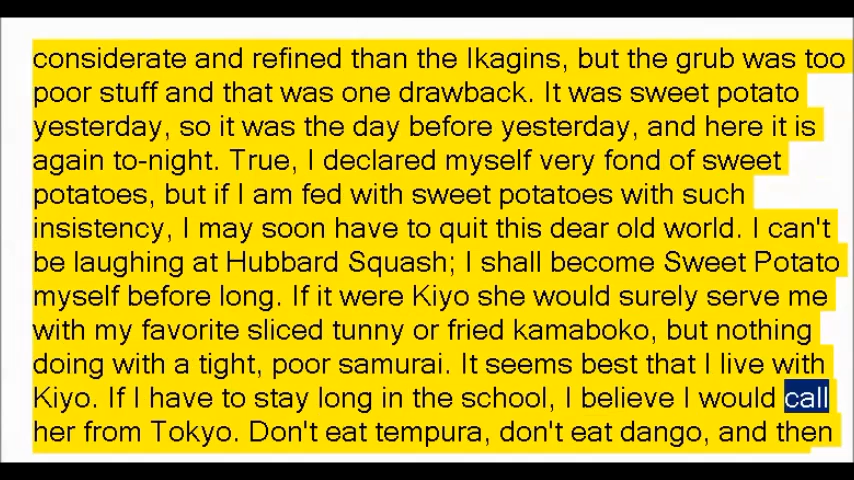 considerate and refined than the Ikagins, but the grub was too
poor stuff and that was one drawback. It was sweet potato
yesterday, so it was the day before yesterday, and here it is
again to-night. True, I declared myself very fond of sweet
potatoes, but if I am fed with sweet potatoes with such
insistency, I may soon have to quit this dear old world. I can't
be laughing at Hubbard Squash; I shall become Sweet Potato
myself before long. If it were Kiyo she would surely serve me
with my favorite sliced tunny or fried kamaboko, but nothing
doing with a tight, poor samurai. It seems best that I live with
Kiyo. If I have to stay long in the school, I believe I would call
her from Tokyo. Don't eat tempura, don't eat dango, and then